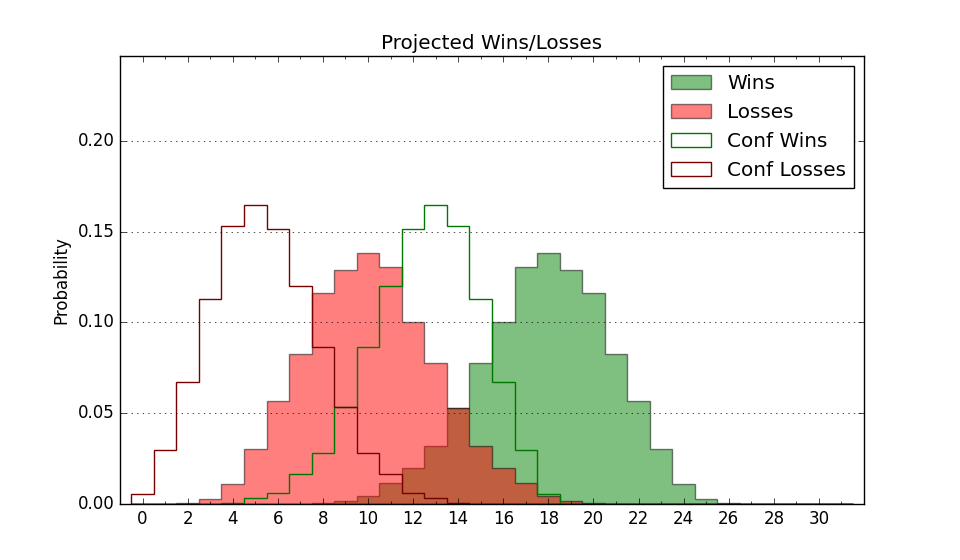 Projected Wins/Losses
Wins
Losses
Conf Wins
Conf Losses
Probability
0.20
0.15
0.10
0.05
0.00
0 2 4 6 8 10 12 14 16 18 20 22 24 26 28 30